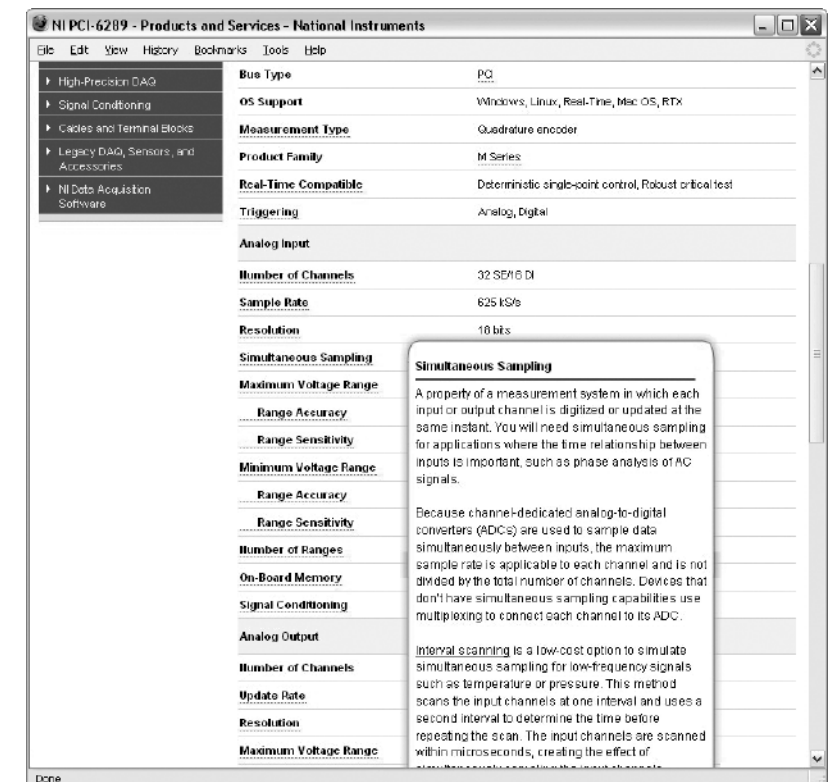 NI PCI-6289 - Products and Services - National Instruments
File Edit View History Bookmarks Tools Help
High-Precision DAQ
Signal Conditioning
Cables and Terminal Blocks
Legacy DAQ, Sensors, and
Accessories
NI Data Acquisition
Software
Bus Type PCI
OS Support Windows, Linux, Real-Time, Mac OS, RTX
Measurement Type Quadrature encoder
Product Family M Series
Real-Time Compatible Deterministic single-point control, Robust critical test
Triggering Analog, Digital
Analog Input
Number of Channels 32 SE/16 DI
Sample Rate 625 kS/s
Resolution 18 bits
Simultaneous Sampling
Maximum Voltage Range
Range Accuracy
Range Sensitivity
Minimum Voltage Range
Range Accuracy
Range Sensitivity
Number of Ranges
On-Board Memory
Signal Conditioning
Analog Output
Number of Channels
Update Rate
Resolution
Maximum Voltage Range
Simultaneous Sampling
A property of a measurement system in which each
input or output channel is digitized or updated at the
same instant. You will need simultaneous sampling
for applications where the time relationship between
inputs is important, such as phase analysis of AC
signals.
Because channel-dedicated analog-to-digital
converters (ADCs) are used to sample data
simultaneously between inputs, the maximum
sample rate is applicable to each channel and is not
divided by the total number of channels. Devices that
don't have simultaneous sampling capabilities use
multiplexing to connect each channel to its ADC.
Interval scanning is a low-cost option to simulate
simultaneous sampling for low-frequency signals
such as temperature or pressure. This method
scans the input channels at one interval and uses a
second interval to determine the time before
repeating the scan. The input channels are scanned
within microseconds, creating the effect of
simultaneously sampling the input channels
Done